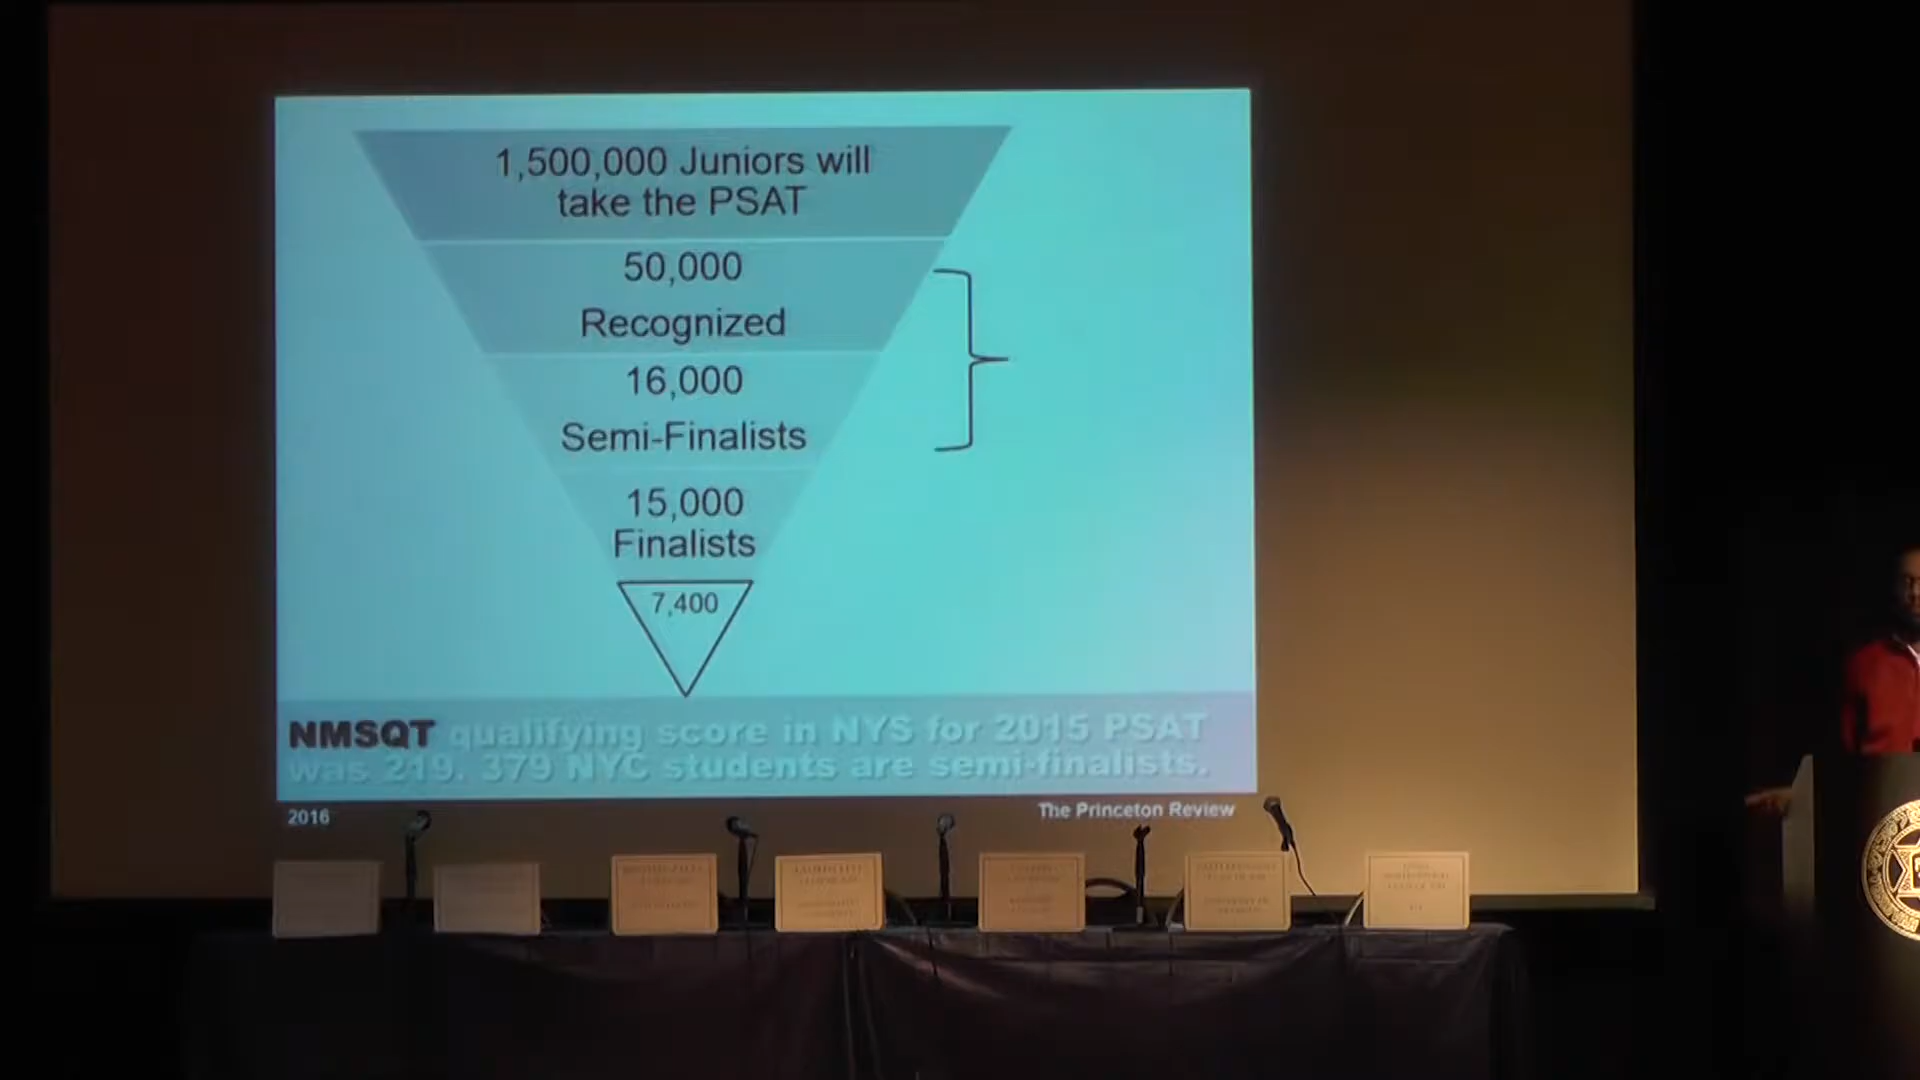 1,500,000 Juniors will
take the PSAT
50,000
Recognized
16,000
Semi-Finalists
15,000
Finalists
7,400
NMSQT qualifying score in NYS for 2015 PSAT
was 219. 379 NYC students are semi-finalists.
2016
The Princeton Review